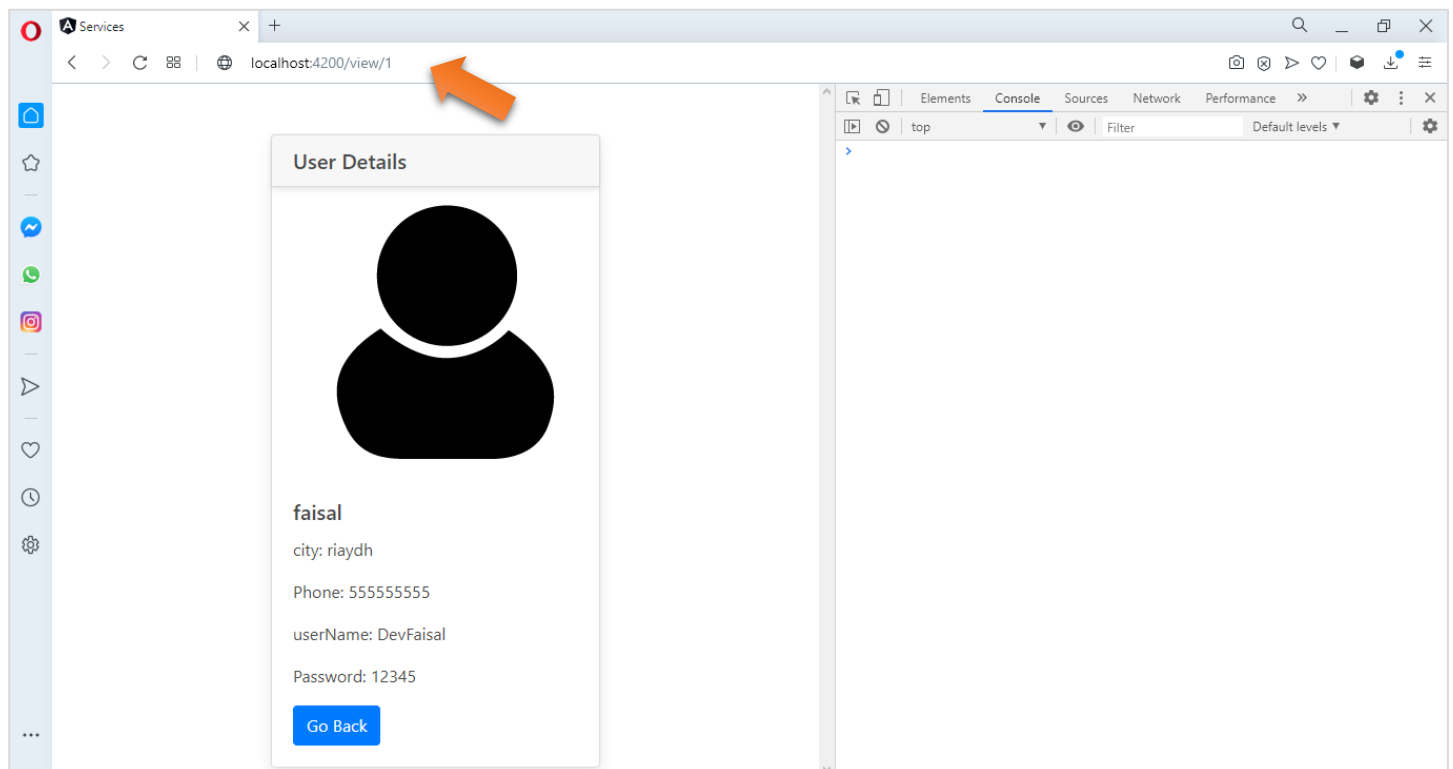 Services
localhost:4200/view/1
Elements Console Sources Network Performance
top Filter Default levels
User Details
faisal
city: riaydh
Phone: 555555555
userName: DevFaisal
Password: 12345
Go Back